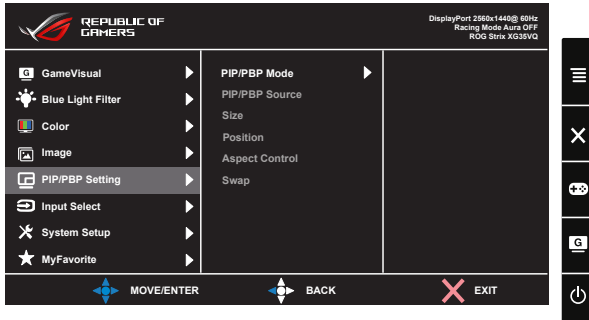 REPUBLIC OF
GAMERS
DisplayPort 2560x1440@ 60Hz
Racing Mode Aura OFF
ROG Strix XG35VQ
G GameVisual
Blue Light Filter
Color
Image
PIP/PBP Setting
Input Select
System Setup
MyFavorite
PIP/PBP Mode
PIP/PBP Source
Size
Position
Aspect Control
Swap
MOVE/ENTER
BACK
EXIT
G